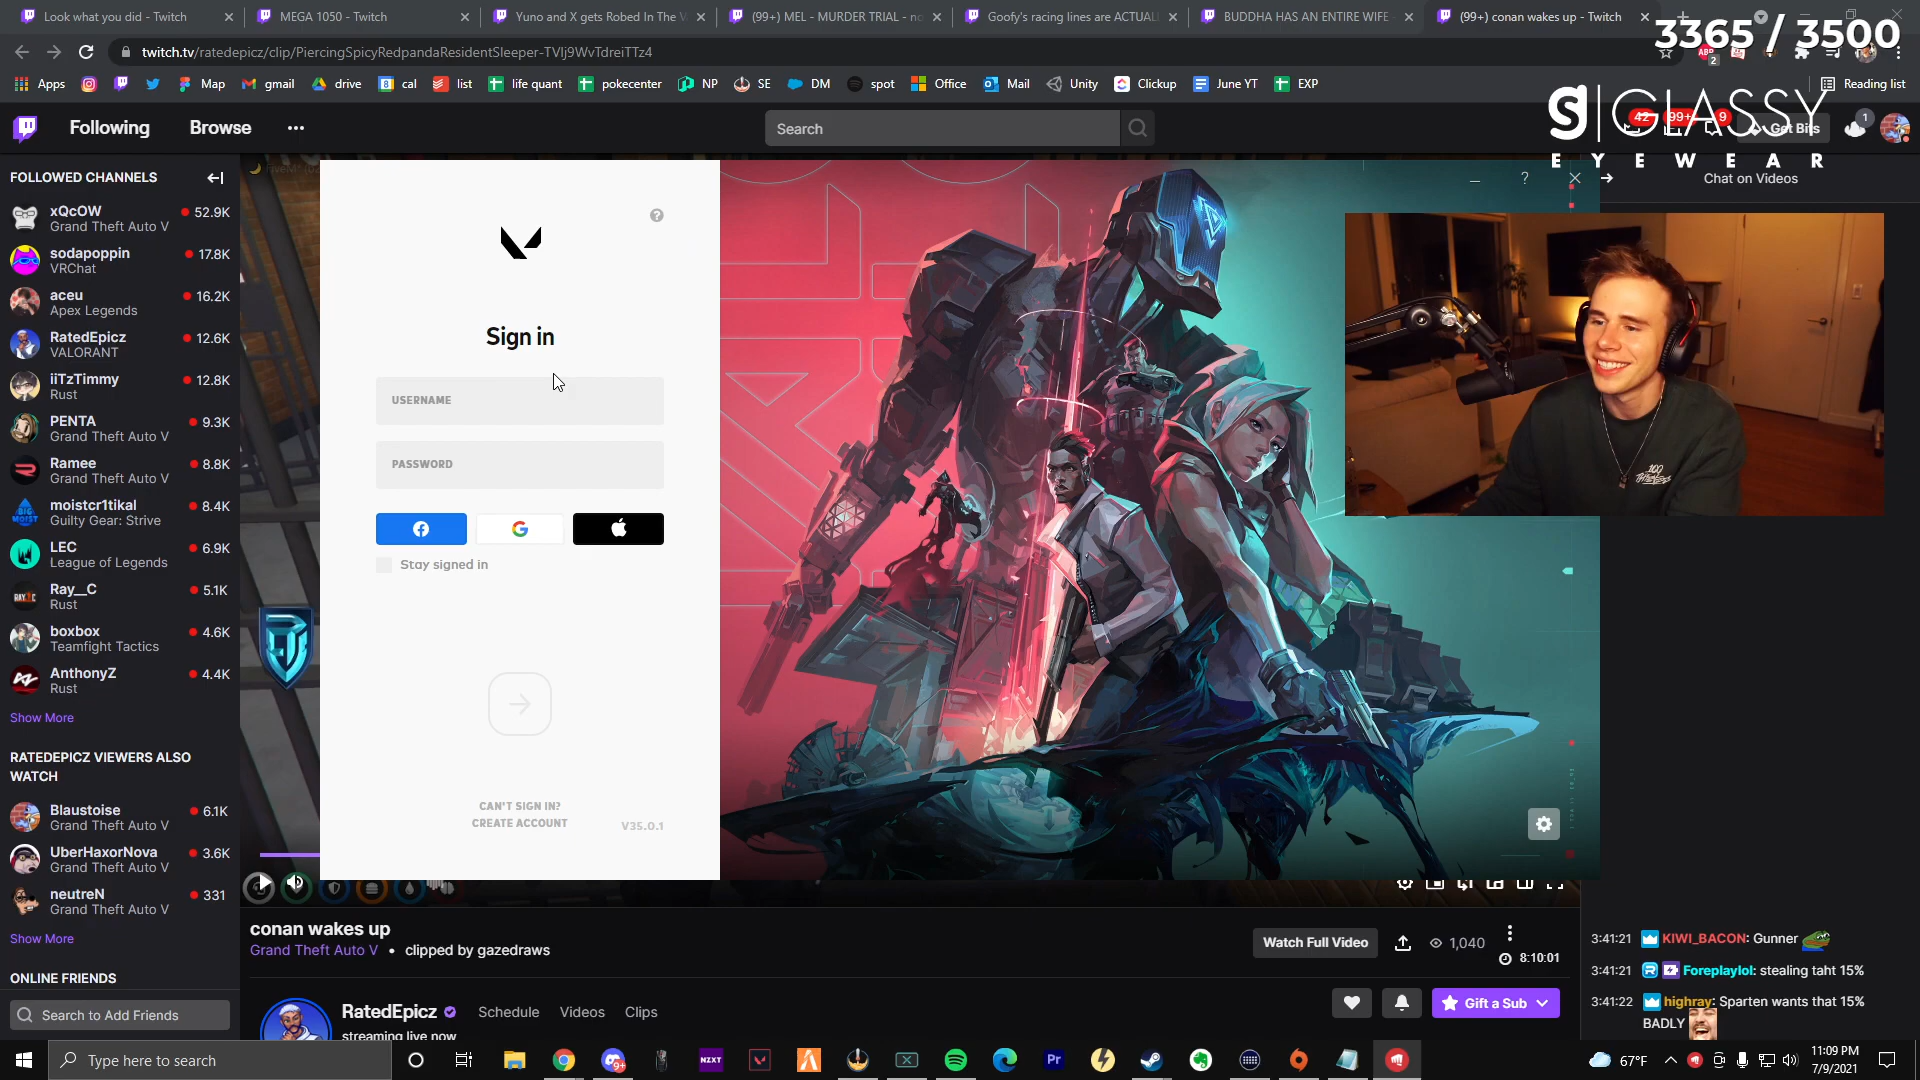 Look what you did - Twitch
MEGA 1050 - Twitch
Yuno and X gets Robed In The
(99+) MEL - MURDER TRIAL - no
Goofy's racing lines are ACTUAL
BUDDHA HAS AN ENTIRE WIFE
(99+) conan wakes up - Twitch
3365 / 3500
twitch.tv/ratedepicz/clip/PiercingSpicyRedpandaResidentSleeper-TVIj9WvTdreiTTz4
Apps Map gmail drive cal list life quant pokecenter NP SE DM spot Office Mail Unity Clickup June YT EXP Reading list
GLASSY
EYEWEAR
Following Browse Search 42 99+ 9 Get Bits 1
FOLLOWED CHANNELS
Chat on Videos
xQcOW 52.9K
Grand Theft Auto V
sodapoppin 17.8K
VRChat
aceu 16.2K
Apex Legends
RatedEpicz 12.6K
VALORANT
iiTzTimmy 12.8K
Rust
PENTA 9.3K
Grand Theft Auto V
Ramee 8.8K
Grand Theft Auto V
moistcr1tikal 8.4K
Guilty Gear: Strive
LEC 6.9K
League of Legends
Ray__C 5.1K
Rust
boxbox 4.6K
Teamfight Tactics
AnthonyZ 4.4K
Rust
Show More
RATEDEPICZ VIEWERS ALSO
WATCH
Blaustoise 6.1K
Grand Theft Auto V
UberHaxorNova 3.6K
Grand Theft Auto V
neutreN 331
Grand Theft Auto V
Show More
ONLINE FRIENDS
Search to Add Friends
Sign in
USERNAME
PASSWORD
Stay signed in
CAN'T SIGN IN?
CREATE ACCOUNT
V35.0.1
conan wakes up
Grand Theft Auto V • clipped by gazedraws
Watch Full Video 1,040
8:10:01
RatedEpicz Schedule Videos Clips
streaming live now
Gift a Sub
3:41:21 KIWI_BACON: Gunner
3:41:21 Foreplaylol: stealing taht 15%
3:41:22 highray: Sparten wants that 15%
BADLY
Type here to search
67°F
11:09 PM
7/9/2021